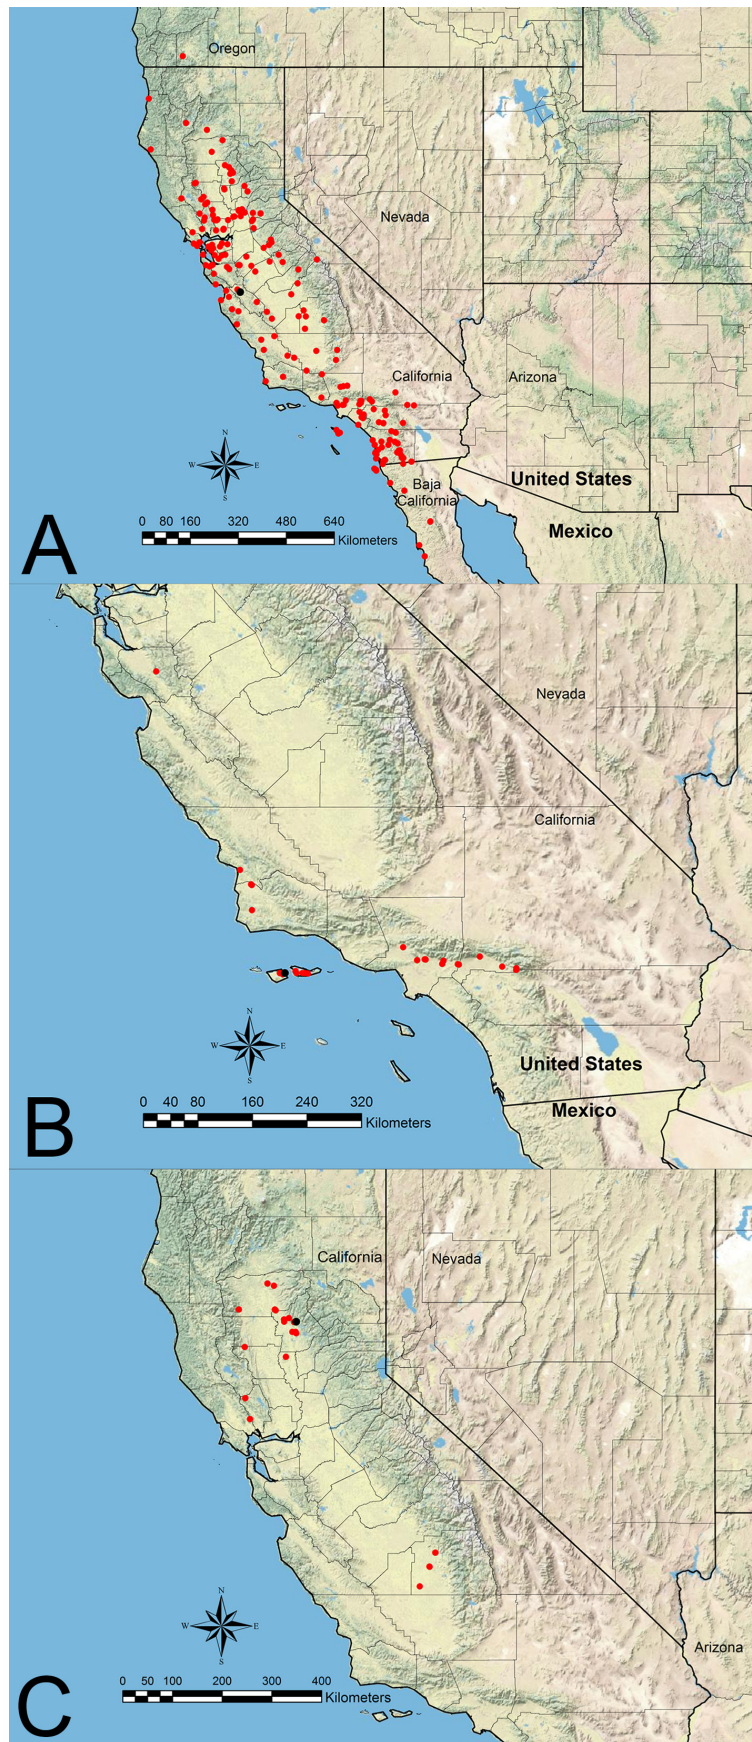 Oregon
Nevada
California
Arizona
N
W E
S
United States
Baja
California
Mexico
A
0 80 160 320 480 640
Kilometers
Nevada
California
N
W E
S
United States
Mexico
B
0 40 80 160 240 320
Kilometers
California
Nevada
N
W E
S
Arizona
C
0 50 100 200 300 400
Kilometers